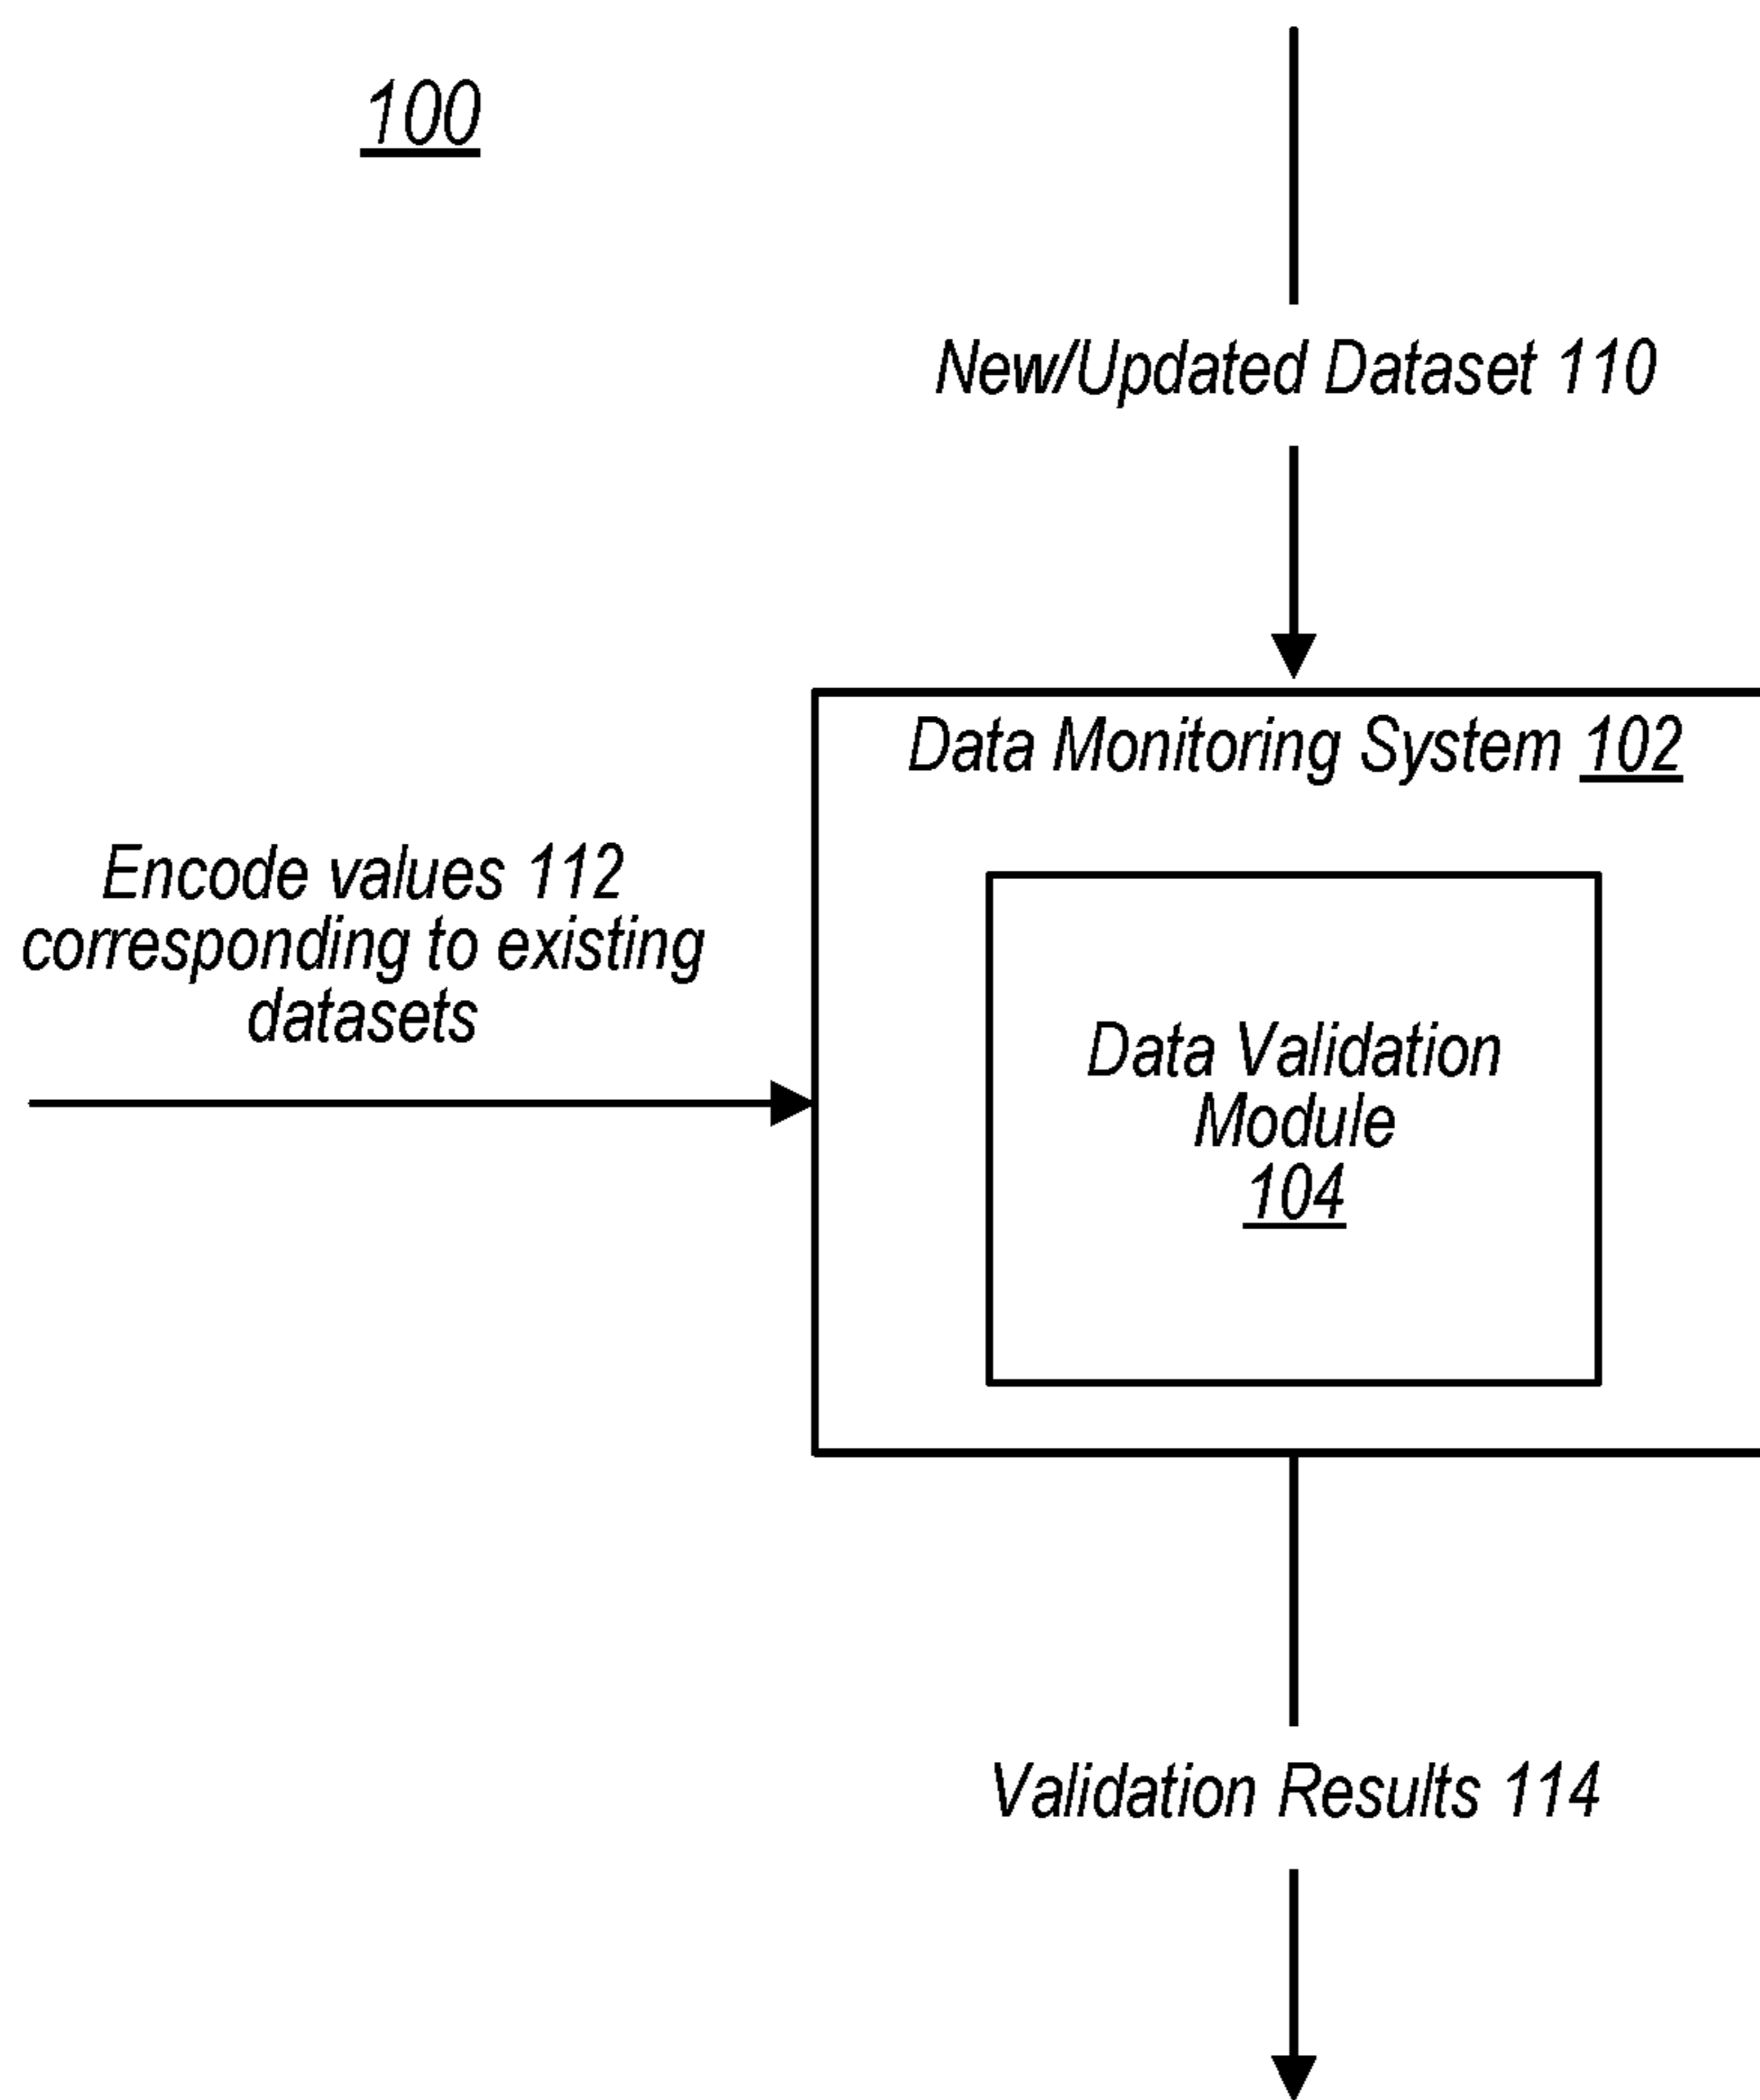 100
New/Updated Dataset 110
Data Monitoring System 102
Encode values 112
corresponding to existing
datasets
Data Validation
Module
104
Validation Results 114